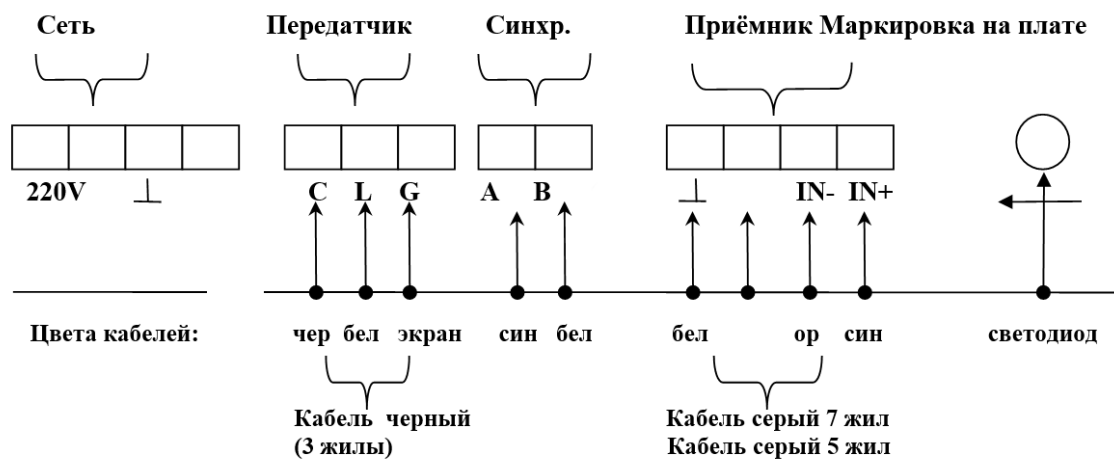 Сеть Передатчик Синхр. Приёмник Маркировка на плате
220V C L G A B IN- IN+
Цвета кабелей: чер бел экран син бел бел ор син светодиод
Кабель черный Кабель серый 7 жил
(3 жилы) Кабель серый 5 жил